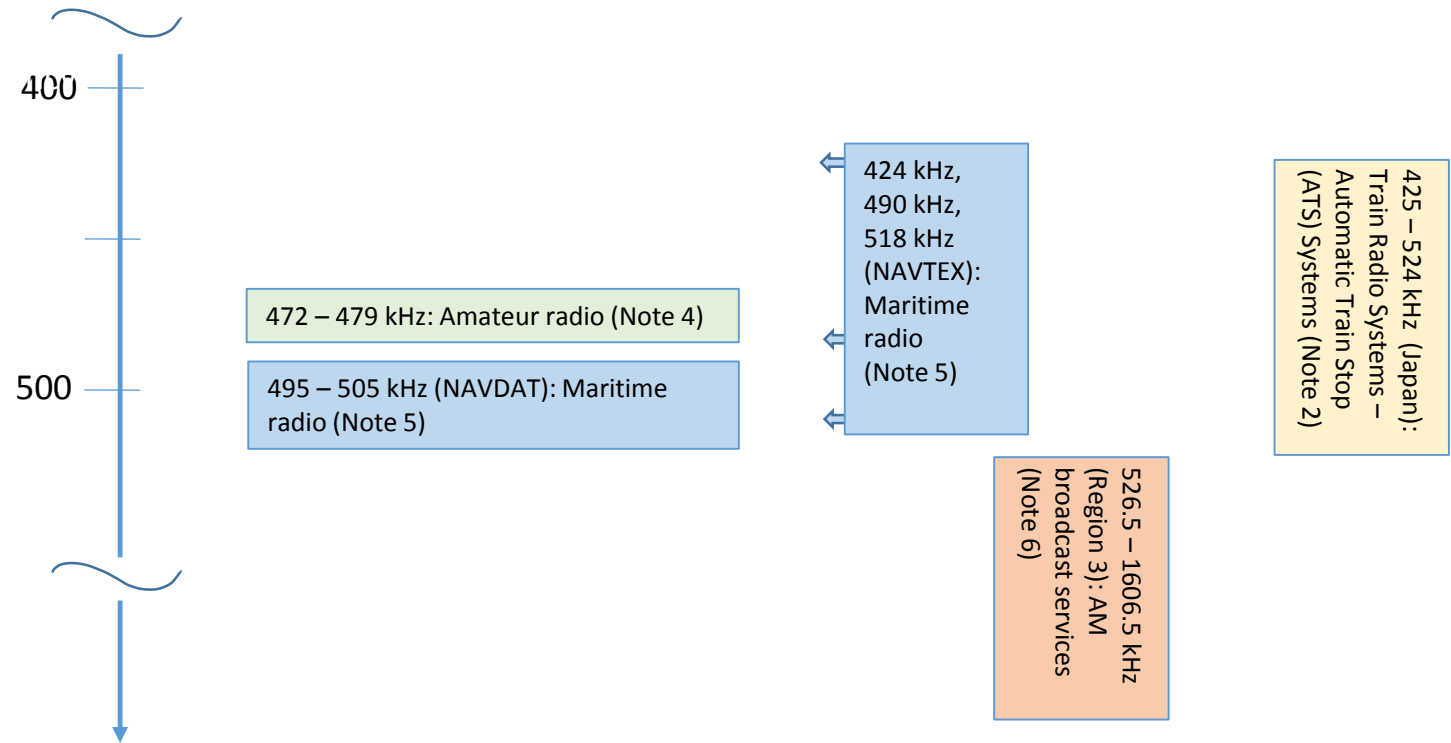 400
500
472 – 479 kHz: Amateur radio (Note 4)
495 – 505 kHz (NAVDAT): Maritime
radio (Note 5)
424 kHz,
490 kHz,
518 kHz
(NAVTEX):
Maritime
radio
(Note 5)
526.5 – 1606.5 kHz
(Region 3): AM
broadcast services
(Note 6)
425 – 524 kHz (Japan):
Train Radio Systems –
Automatic Train Stop
(ATS) Systems (Note 2)